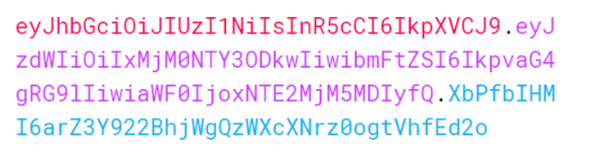 eyJhbGciOiJIUzI1NiIsInR5cCI6IkpXVCJ9.eyJ
zdWIiOiIxMjM0NTY3ODkwIiwibmFtZSI6IkpvaG4
gRG9lIiwiaWF0IjoxNTE2MjM5MDIyfQ.XbPfbIHM
I6arZ3Y922BhjWgQzWXcXNrz0ogtVhfEd2o